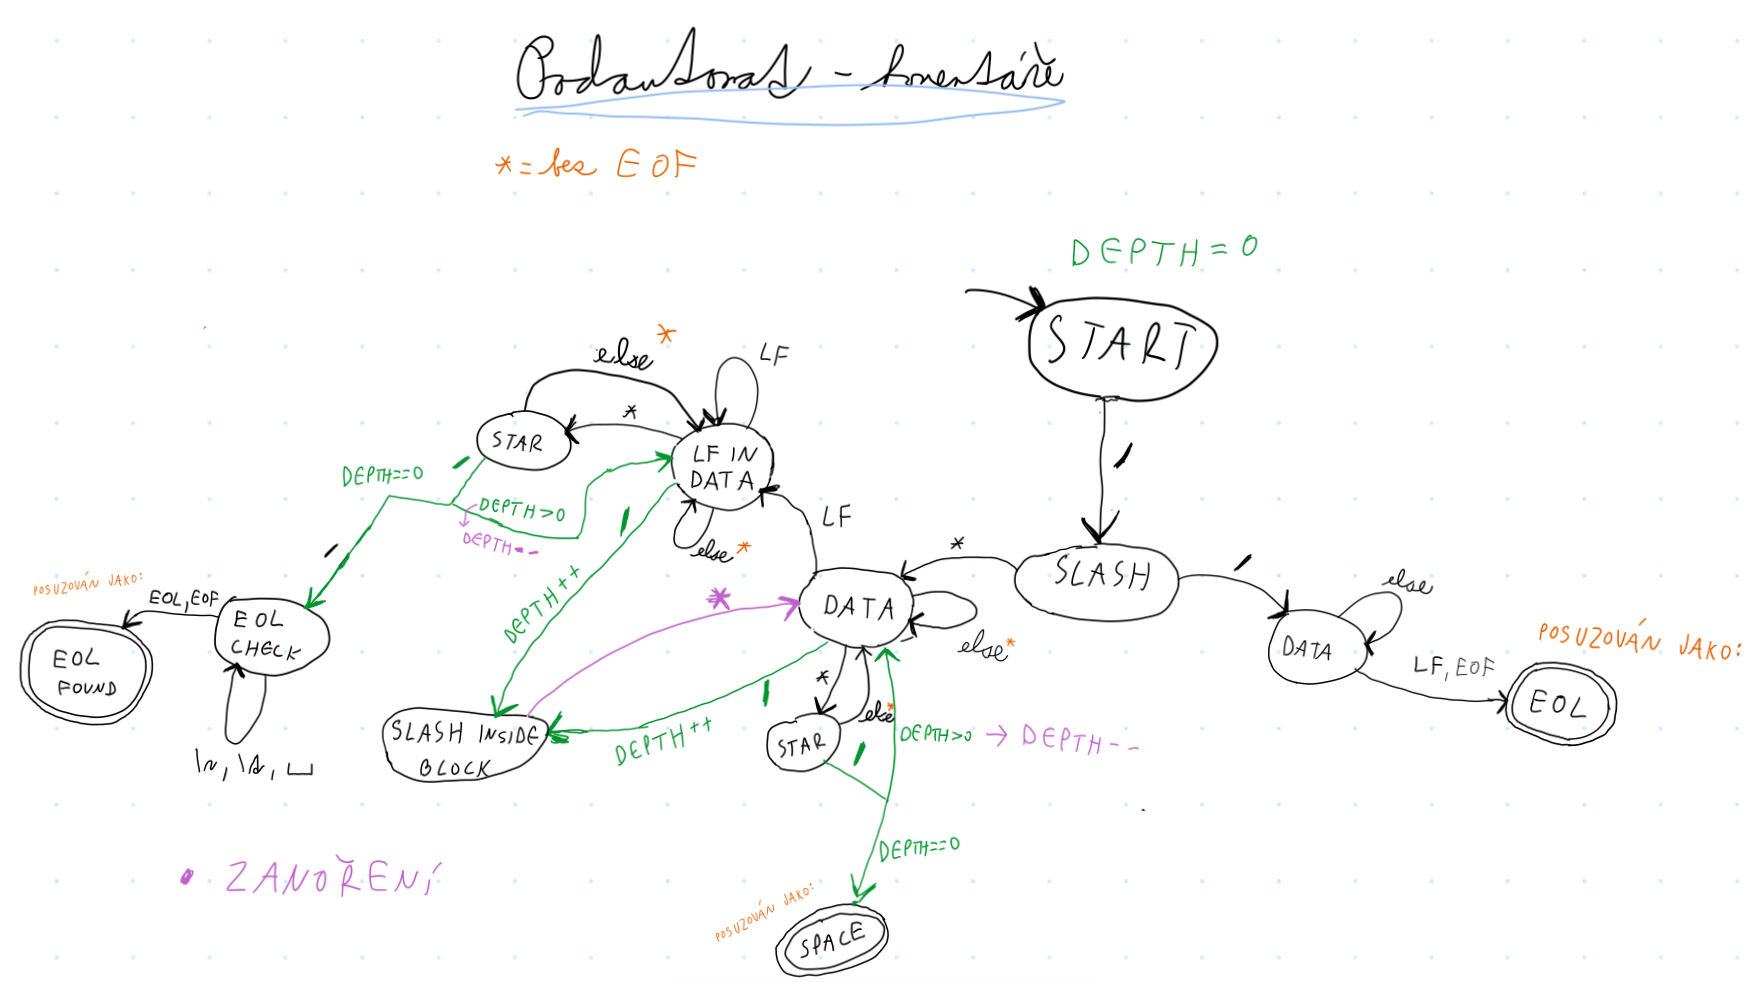 Podautomat - komentáře
* = bez EOF
DEPTH = 0
START
/
else *
LF
*
STAR
LF IN
DATA
DEPTH==0
/
DEPTH>0
DEPTH--
/
else *
LF
*
SLASH
/
else
DEPTH++
*
DATA
else *
DATA
POSUZOVÁN JAKO:
LF, EOF
EOL
/
POSUZOVÁN JAKO:
EOL, EOF
EOL
CHECK
EOL
FOUND
*
else *
/
DEPTH++
SLASH INSIDE
BLOCK
STAR
/
DEPTH>0 → DEPTH--
DEPTH==0
• ZANOŘENÍ
POSUZOVÁN JAKO:
SPACE